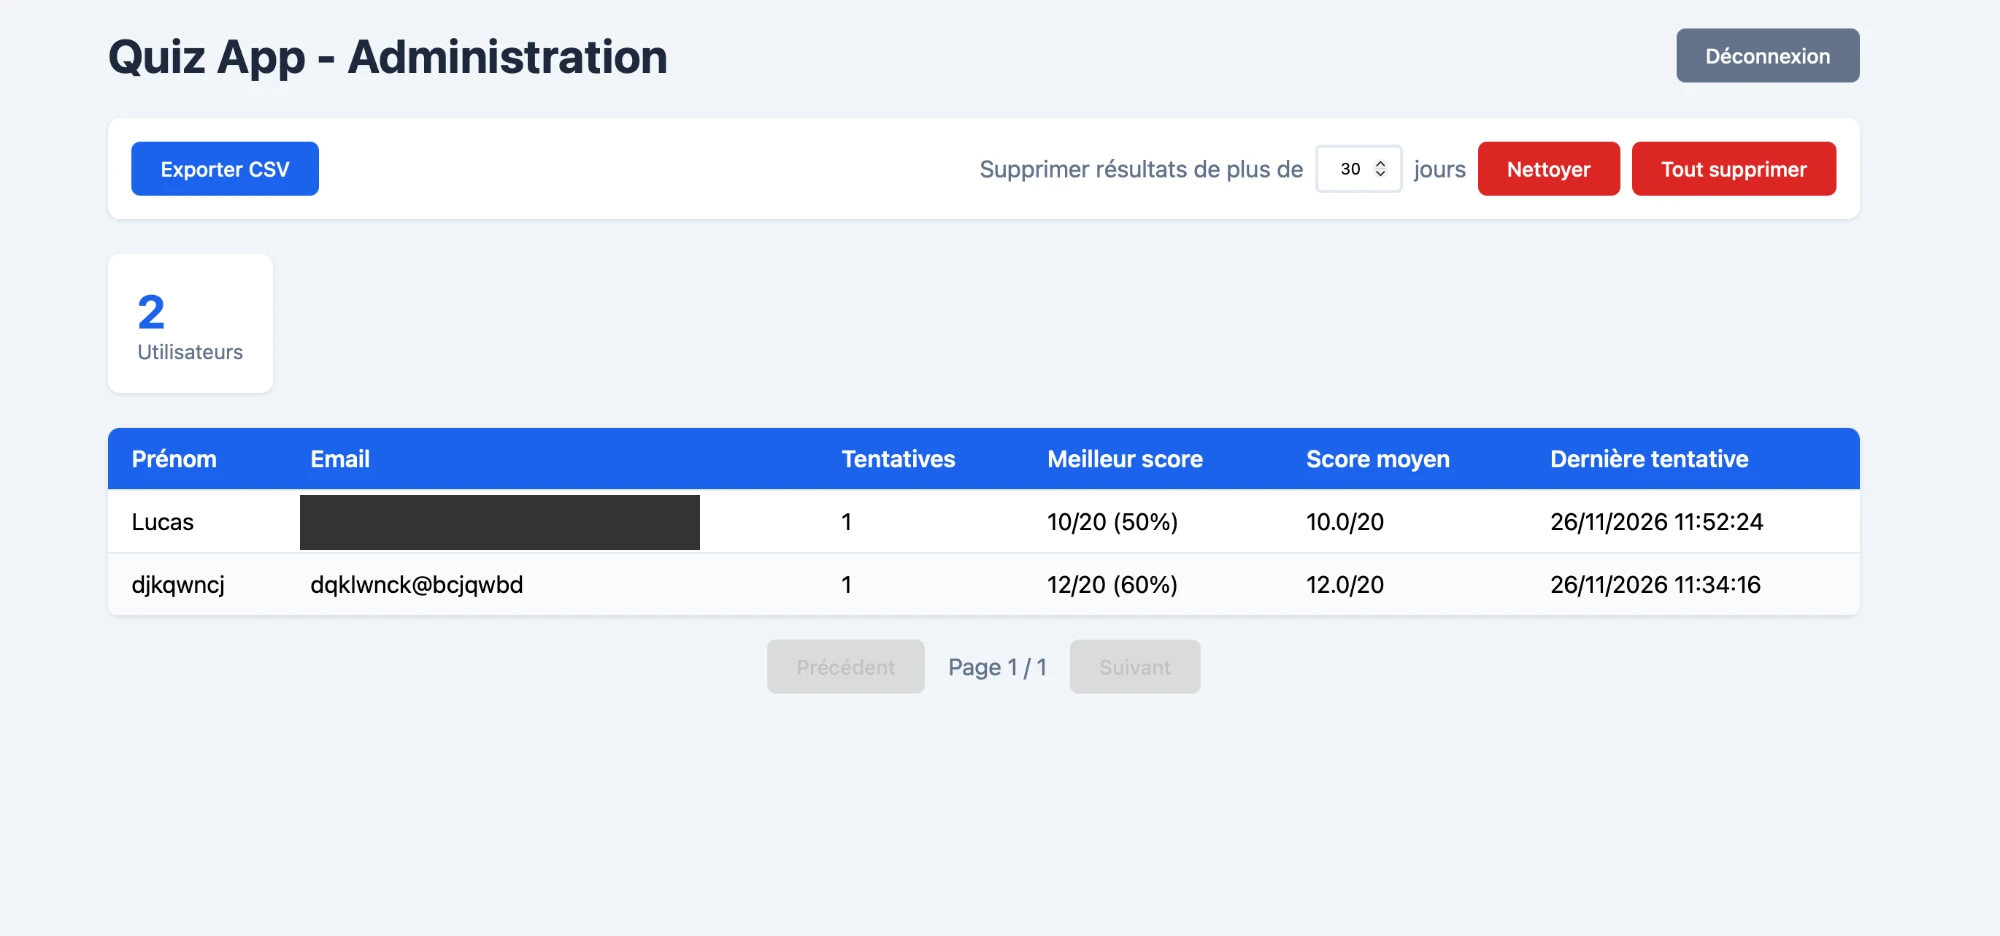 Quiz App - Administration
Déconnexion
Exporter CSV
Supprimer résultats de plus de 30 jours Nettoyer Tout supprimer
2
Utilisateurs
Prénom Email Tentatives Meilleur score Score moyen Dernière tentative
Lucas 1 10/20 (50%) 10.0/20 26/11/2026 11:52:24
djkqwncj dqklwnck@bcjqwbd 1 12/20 (60%) 12.0/20 26/11/2026 11:34:16
Précédent Page 1 / 1 Suivant